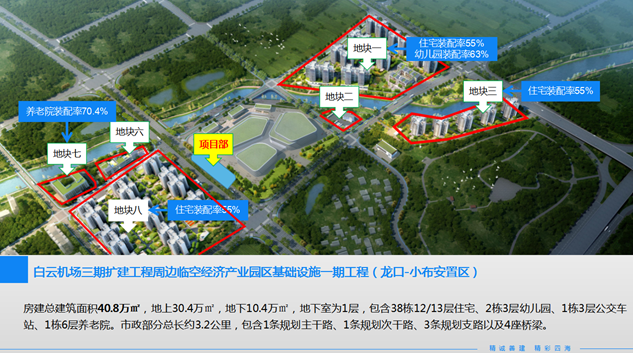 地块一
住宅装配率55%
幼儿园装配率63%
地块二
地块三
住宅装配率55%
养老院装配率70.4%
地块六
地块七
项目部
地块八
住宅装配率55%
白云机场三期扩建工程周边临空经济产业园区基础设施一期工程（龙口-小布安置区）
房建总建筑面积40.8万㎡，地上30.4万㎡，地下10.4万㎡，地下室为1层，包含38栋12/13层住宅、2栋3层幼儿园、1栋3层公交车
站、1栋6层养老院。市政部分总长约3.2公里，包含1条规划主干路、1条规划次干路、3条规划支路以及4座桥梁。
精诚善建 精彩四海